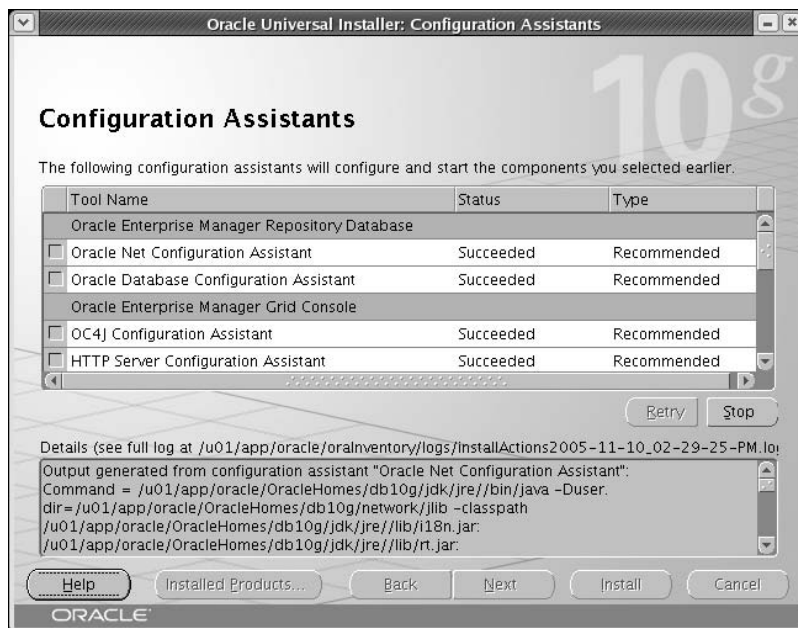 Oracle Universal Installer: Configuration Assistants
10g
Configuration Assistants
The following configuration assistants will configure and start the components you selected earlier.
Tool Name Status Type
Oracle Enterprise Manager Repository Database
Oracle Net Configuration Assistant Succeeded Recommended
Oracle Database Configuration Assistant Succeeded Recommended
Oracle Enterprise Manager Grid Console
OC4J Configuration Assistant Succeeded Recommended
HTTP Server Configuration Assistant Succeeded Recommended
Retry Stop
Details (see full log at /u01/app/oracle/oraInventory/logs/installActions2005-11-10_02-29-25-PM.log
Output generated from configuration assistant "Oracle Net Configuration Assistant":
Command = /u01/app/oracle/OracleHomes/db10g/jdk/jre//bin/java -Duser.
dir=/u01/app/oracle/OracleHomes/db10g/network/jlib -classpath
/u01/app/oracle/OracleHomes/db10g/jdk/jre//lib/i18n.jar:
/u01/app/oracle/OracleHomes/db10g/jdk/jre//lib/rt.jar:
Help Installed Products... Back Next Install Cancel
ORACLE